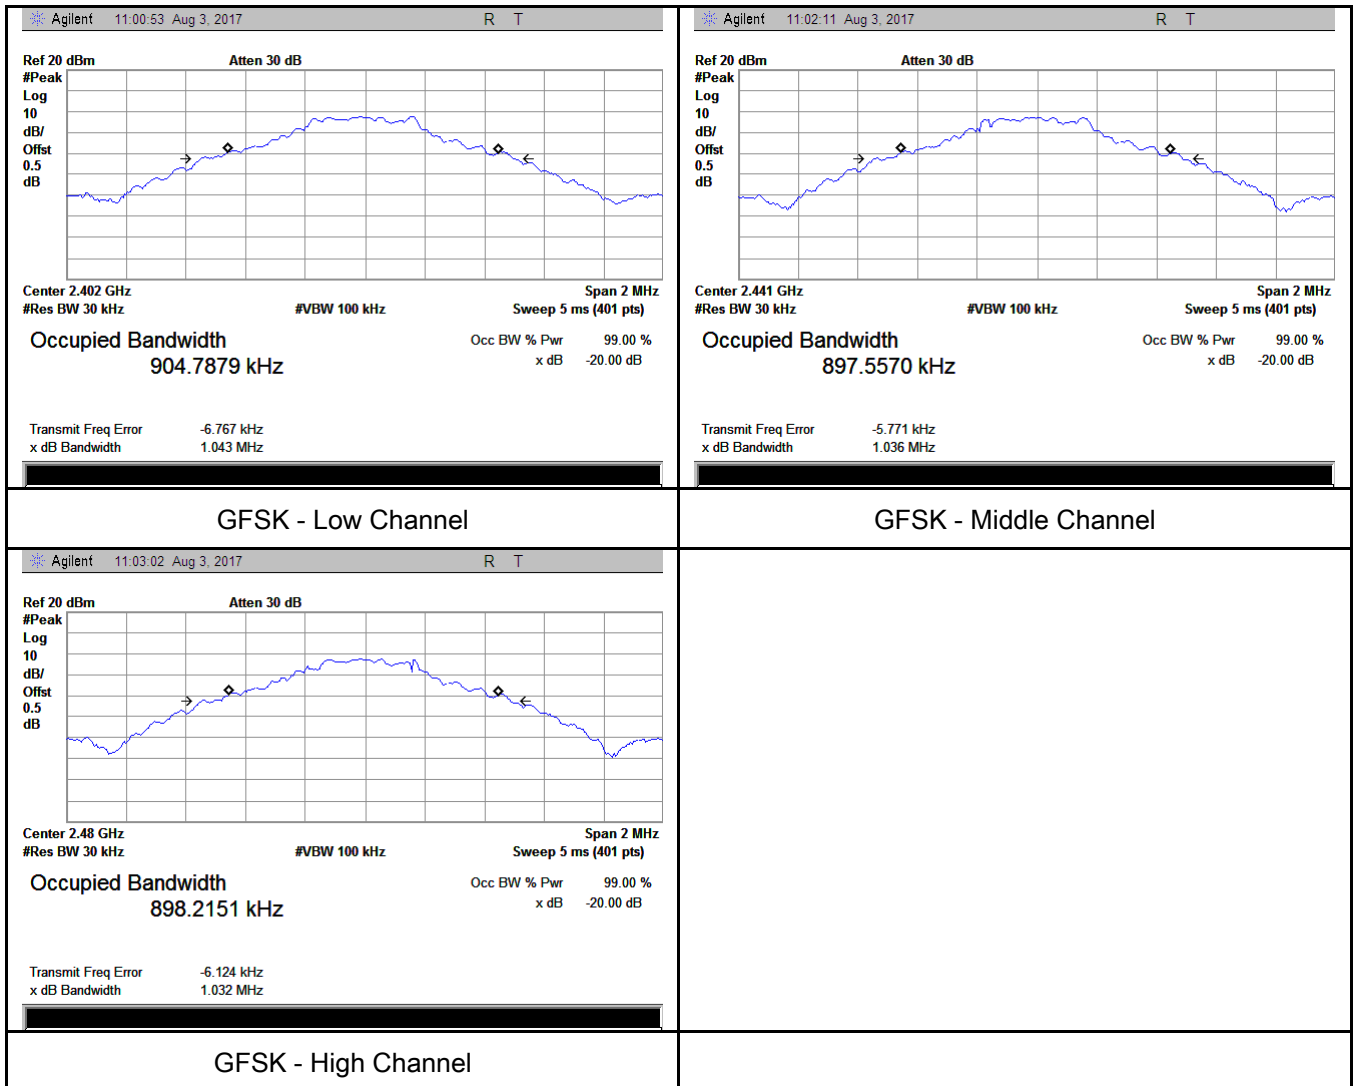 Agilent 11:00:53 Aug 3, 2017 R T
Ref 20 dBm Atten 30 dB
#Peak
Log
10
dB/
Offst
0.5
dB
Center 2.402 GHz Span 2 MHz
#Res BW 30 kHz #VBW 100 kHz Sweep 5 ms (401 pts)
Occupied Bandwidth Occ BW % Pwr 99.00 %
904.7879 kHz x dB -20.00 dB
Transmit Freq Error -6.767 kHz
x dB Bandwidth 1.043 MHz
GFSK - Low Channel
Agilent 11:02:11 Aug 3, 2017 R T
Ref 20 dBm Atten 30 dB
#Peak
Log
10
dB/
Offst
0.5
dB
Center 2.441 GHz Span 2 MHz
#Res BW 30 kHz #VBW 100 kHz Sweep 5 ms (401 pts)
Occupied Bandwidth Occ BW % Pwr 99.00 %
897.5570 kHz x dB -20.00 dB
Transmit Freq Error -5.771 kHz
x dB Bandwidth 1.036 MHz
GFSK - Middle Channel
Agilent 11:03:02 Aug 3, 2017 R T
Ref 20 dBm Atten 30 dB
#Peak
Log
10
dB/
Offst
0.5
dB
Center 2.48 GHz Span 2 MHz
#Res BW 30 kHz #VBW 100 kHz Sweep 5 ms (401 pts)
Occupied Bandwidth Occ BW % Pwr 99.00 %
898.2151 kHz x dB -20.00 dB
Transmit Freq Error -6.124 kHz
x dB Bandwidth 1.032 MHz
GFSK - High Channel